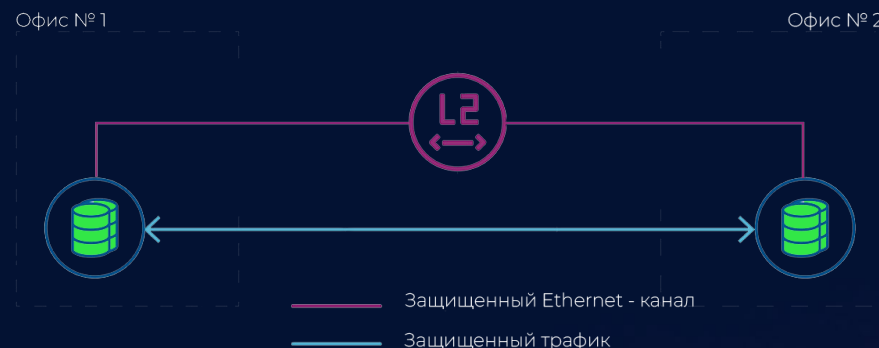 Офис № 1
Офис № 2
L2
Защищенный Ethernet - канал
Защищенный трафик